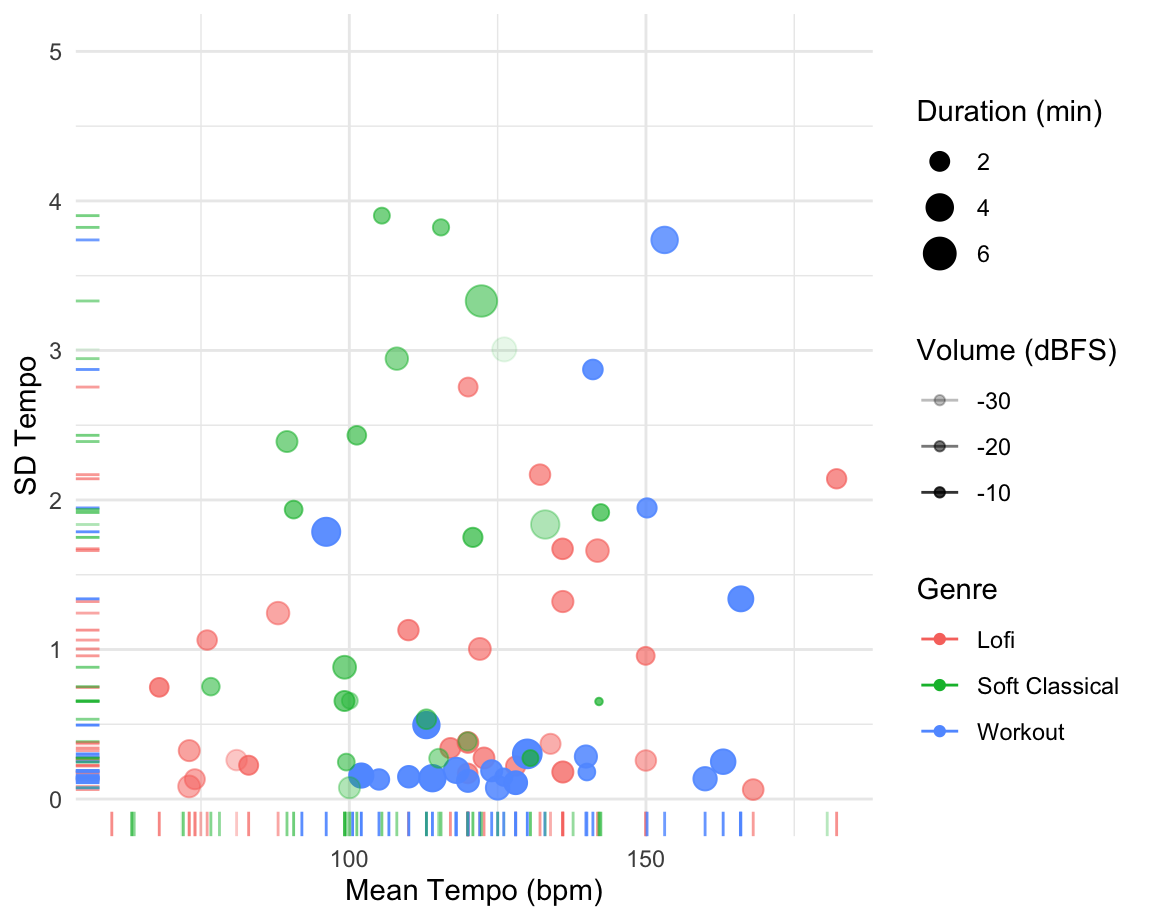 5
4
3
2
1
0
SD Tempo
100
150
Mean Tempo (bpm)
Duration (min)
2
4
6
Volume (dBFS)
-30
-20
-10
Genre
Lofi
Soft Classical
Workout